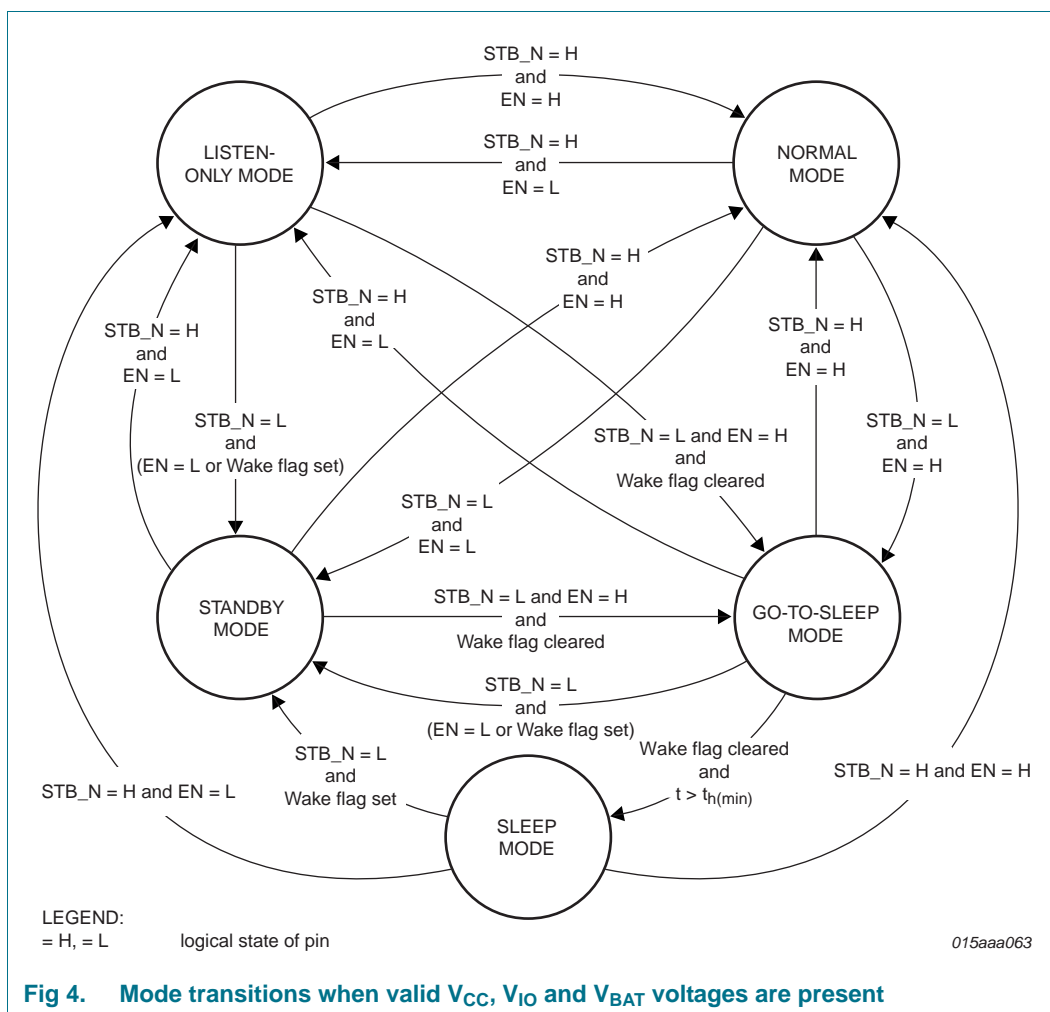 STB_N = H
and
EN = H
LISTEN-
ONLY MODE
STB_N = H
and
EN = L
NORMAL
MODE
STB_N = H
and
EN = H
STB_N = H
and
EN = L
STB_N = H
and
EN = L
STB_N = H
and
EN = H
STB_N = L
and
(EN = L or Wake flag set)
STB_N = L and EN = H
and
Wake flag cleared
STB_N = L
and
EN = H
STB_N = L
and
EN = L
STANDBY
MODE
STB_N = L and EN = H
and
Wake flag cleared
GO-TO-SLEEP
MODE
STB_N = L
and
(EN = L or Wake flag set)
STB_N = L
and
Wake flag set
Wake flag cleared
and
t > th(min)
STB_N = H and EN = L
STB_N = H and EN = H
SLEEP
MODE
LEGEND:
= H, = L logical state of pin
015aaa063
Fig 4. Mode transitions when valid VCC, VIO and VBAT voltages are present